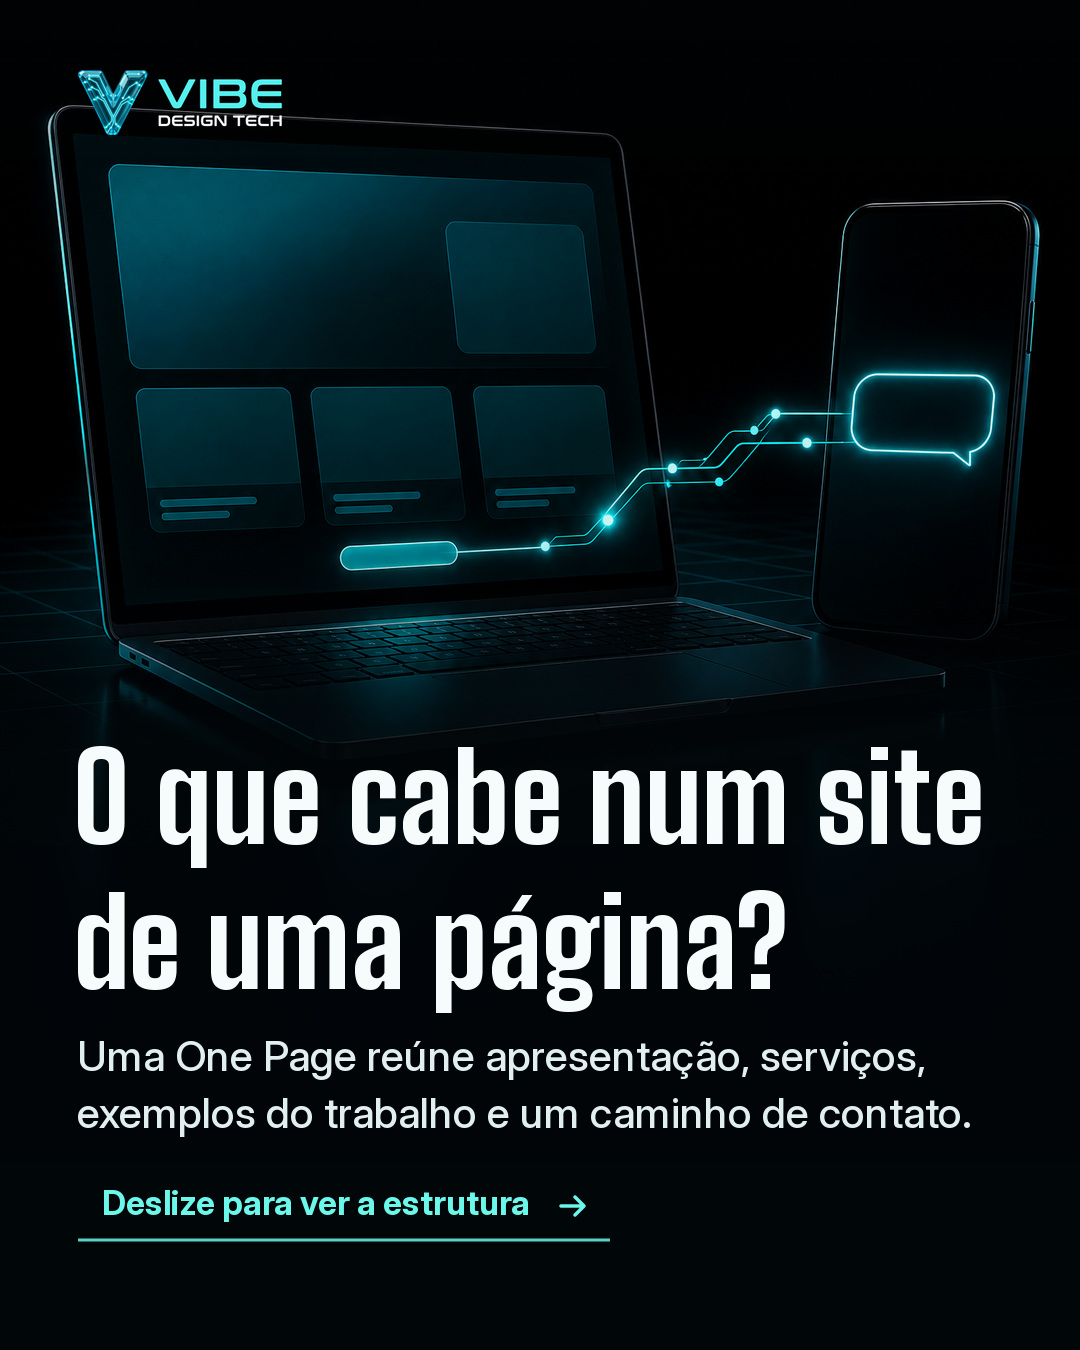 VIBE
DESIGN TECH
O que cabe num site
de uma página?
Uma One Page reúne apresentação, serviços,
exemplos do trabalho e um caminho de contato.
Deslize para ver a estrutura →